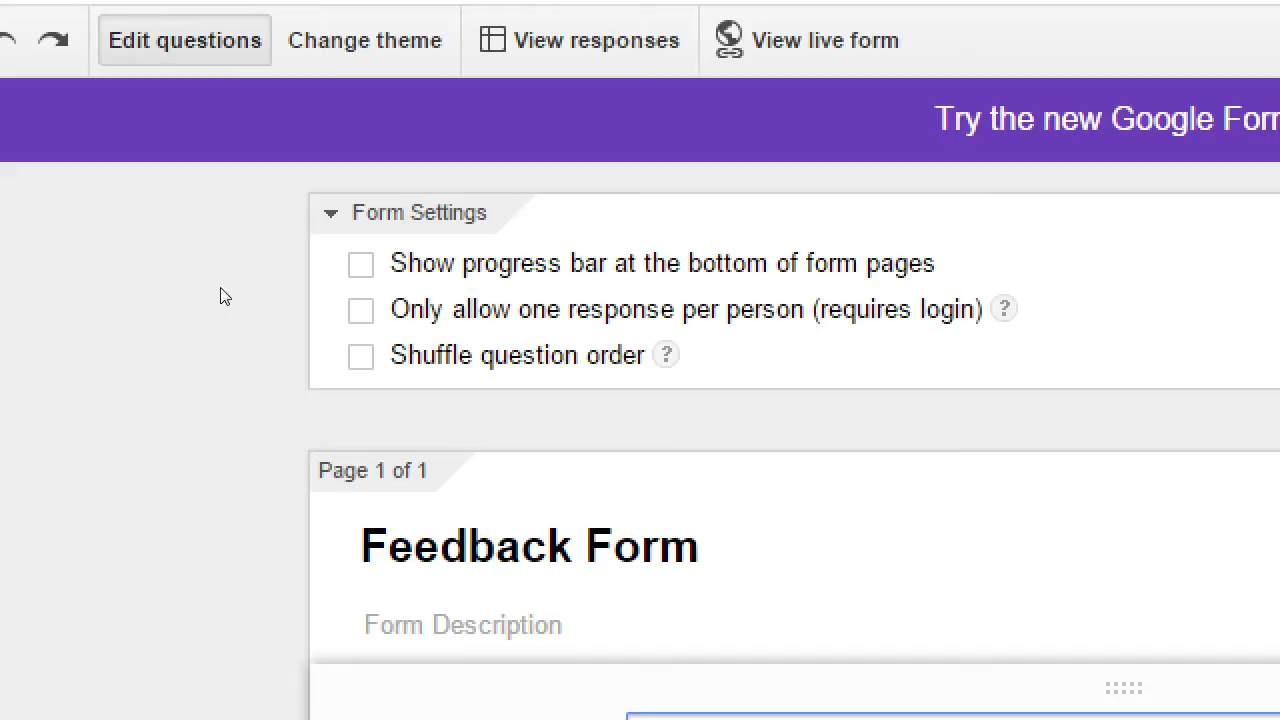 Edit questions Change theme View responses View live form
Try the new Google For
Form Settings
Show progress bar at the bottom of form pages
Only allow one response per person (requires login) ?
Shuffle question order ?
Page 1 of 1
Feedback Form
Form Description